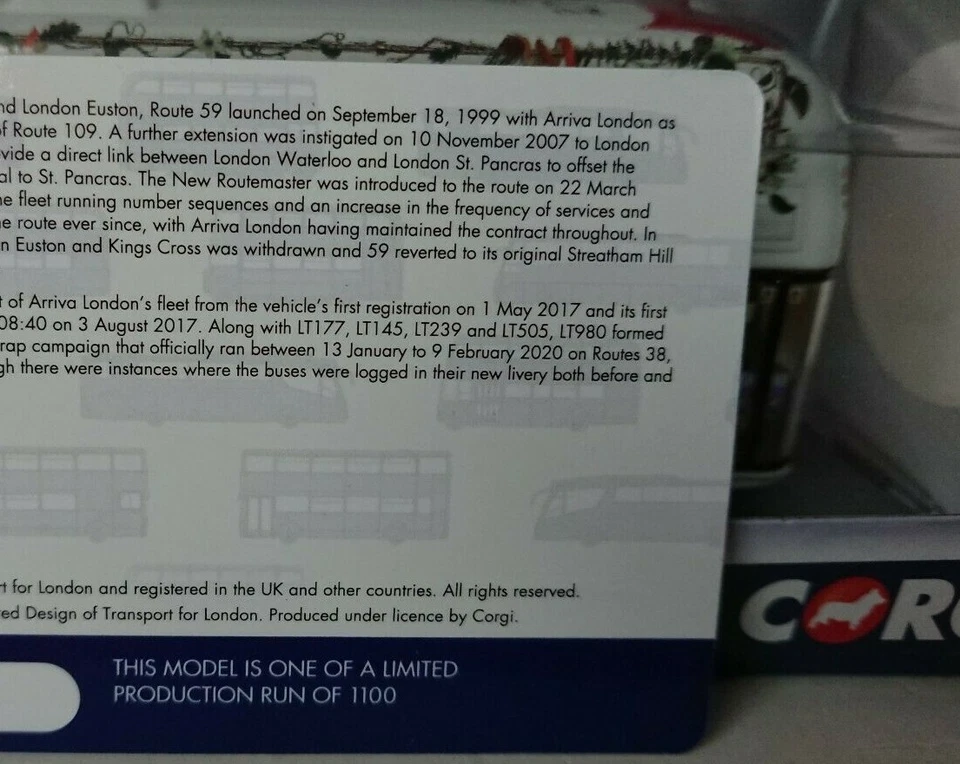 nd London Euston, Route 59 launched on September 18, 1999 with Arriva London as
of Route 109. A further extension was instigated on 10 November 2007 to London
vide a direct link between London Waterloo and London St. Pancras to offset the
al to St. Pancras. The New Routemaster was introduced to the route on 22 March
he fleet running number sequences and an increase in the frequency of services and
e route ever since, with Arriva London having maintained the contract throughout. In
n Euston and Kings Cross was withdrawn and 59 reverted to its original Streatham Hill
t of Arriva London's fleet from the vehicle's first registration on 1 May 2017 and its first
08:40 on 3 August 2017. Along with LT177, LT145, LT239 and LT505, LT980 formed
rap campaign that officially ran between 13 January to 9 February 2020 on Routes 38,
gh there were instances where the buses were logged in their new livery both before and
t for London and registered in the UK and other countries. All rights reserved.
ed Design of Transport for London. Produced under licence by Corgi.
THIS MODEL IS ONE OF A LIMITED
PRODUCTION RUN OF 1100
CORG